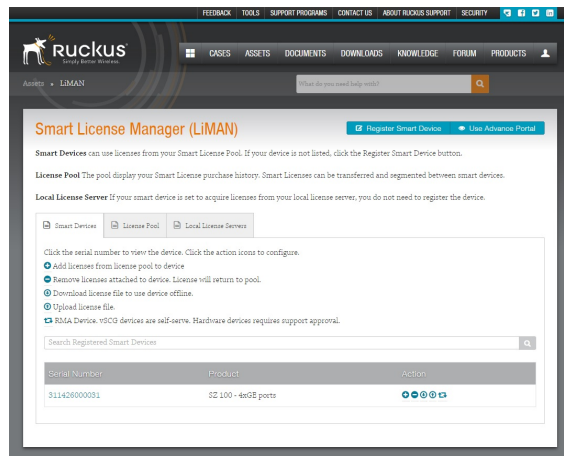 FEEDBACK TOOLS SUPPORT PROGRAMS CONTACT US ABOUT RUCKUS SUPPORT SECURITY
Ruckus
Simply Better Wireless.
CASES ASSETS DOCUMENTS DOWNLOADS KNOWLEDGE FORUM PRODUCTS
Assets • LiMAN
What do you need help with?
Smart License Manager (LiMAN)
Register Smart Device
Use Advance Portal
Smart Devices can use licenses from your Smart License Pool. If your device is not listed, click the Register Smart Device button.
License Pool The pool display your Smart License purchase history. Smart Licenses can be transferred and segmented between smart devices.
Local License Server If your smart device is set to acquire licenses from your local license server, you do not need to register the device.
Smart Devices License Pool Local License Servers
Click the serial number to view the device. Click the action icons to configure.
Add licenses from license pool to device
Remove licenses attached to device. License will return to pool.
Download license file to use device offline.
Upload license file.
RMA Device. vSCG devices are self-serve. Hardware devices requires support approval.
Search Registered Smart Devices
Serial Number Product Action
311426000031 SZ 100 - 4xGE ports